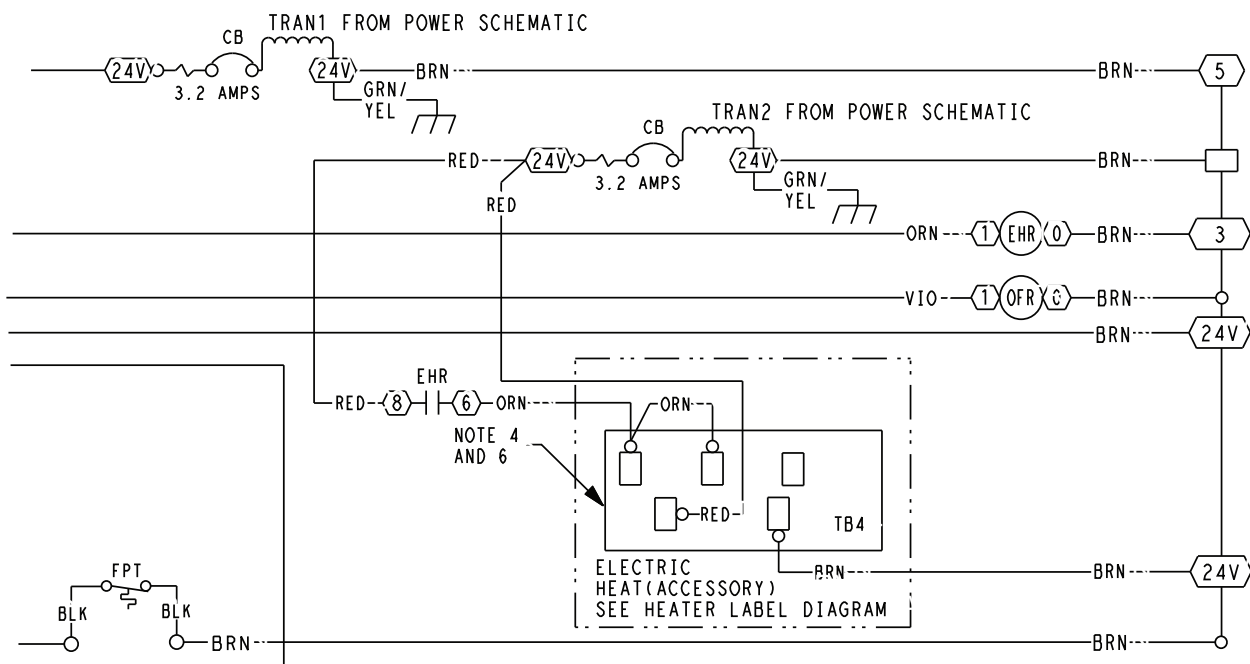 TRAN1 FROM POWER SCHEMATIC
CB
24V
3.2 AMPS
24V
BRN
BRN
5
GRN/
YEL
TRAN2 FROM POWER SCHEMATIC
CB
RED
24V
3.2 AMPS
24V
BRN
GRN/
YEL
RED
ORN
1
EHR
0
BRN
3
VIO
1
OFR
BRN
BRN
24V
EHR
RED
8
6
ORN
ORN
NOTE 4
AND 6
RED
TB4
ELECTRIC
HEAT(ACCESSORY)
SEE HEATER LABEL DIAGRAM
BRN
BRN
24V
FPT
BLK
BLK
BRN
BRN